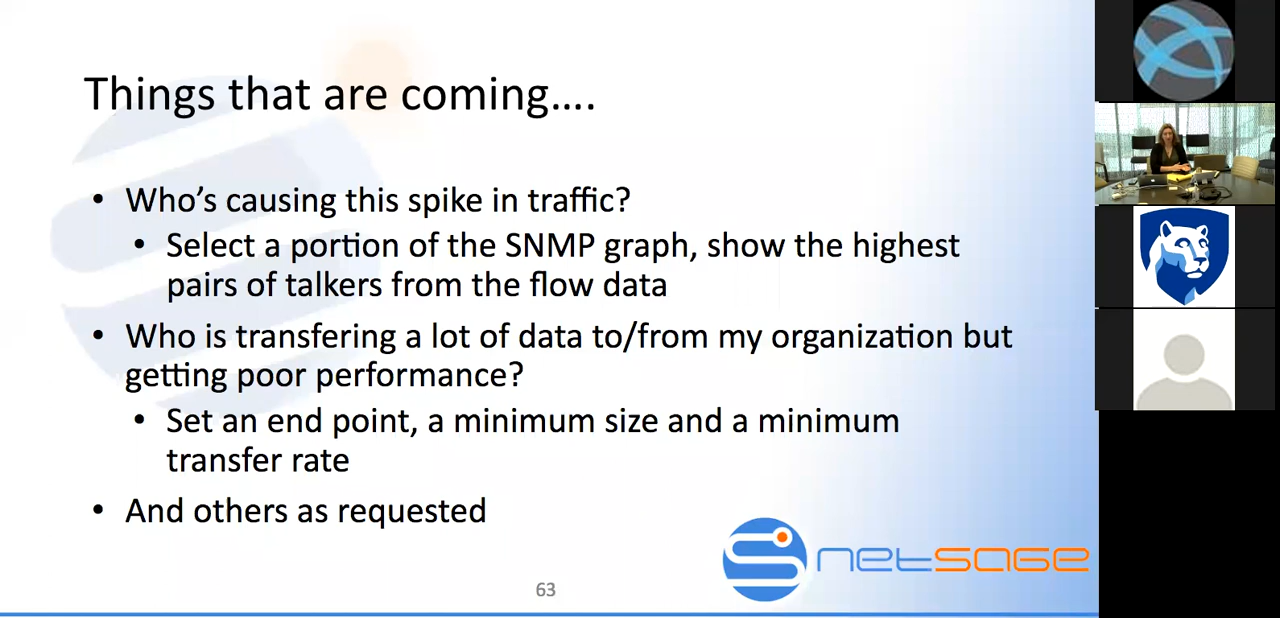 Things that are coming....
• Who's causing this spike in traffic?
• Select a portion of the SNMP graph, show the highest
pairs of talkers from the flow data
• Who is transfering a lot of data to/from my organization but
getting poor performance?
• Set an end point, a minimum size and a minimum
transfer rate
• And others as requested
netsage
63